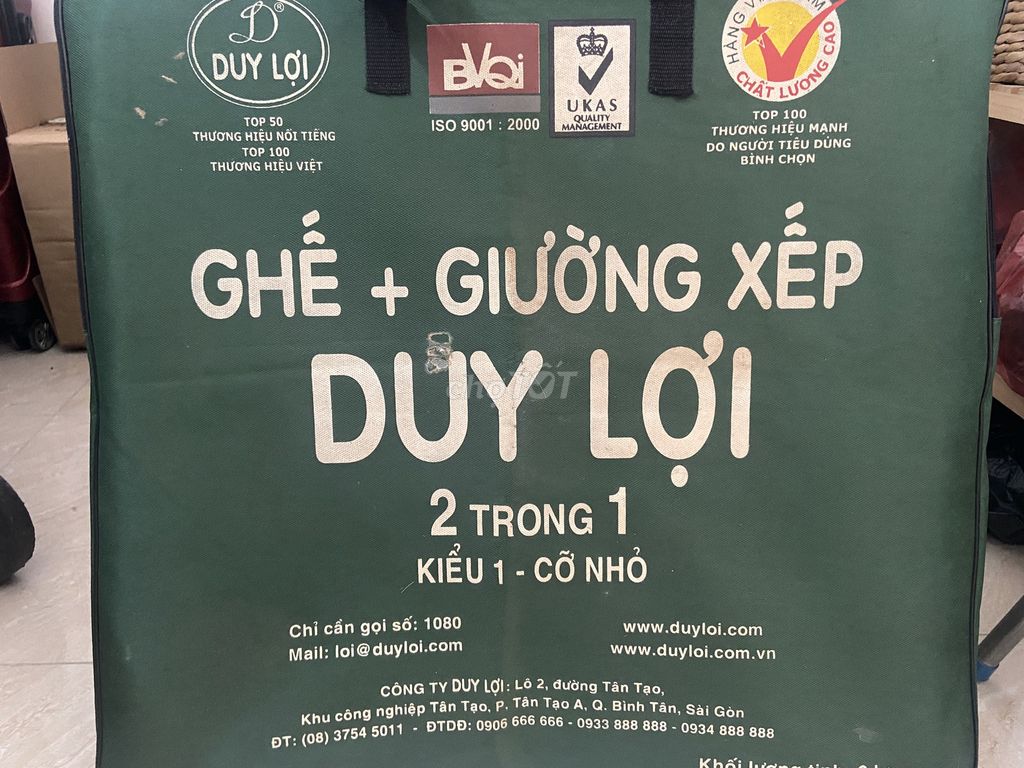 D®
DUY LỢI
TOP 50
THƯƠNG HIỆU NỔI TIẾNG
TOP 100
THƯƠNG HIỆU VIỆT
BVQi
ISO 9001 : 2000
UKAS
QUALITY
MANAGEMENT
HÀNG
CHẤT LƯỢNG CAO
TOP 100
THƯƠNG HIỆU MẠNH
DO NGƯỜI TIÊU DÙNG
BÌNH CHỌN
GHẾ + GIƯỜNG XẾP
DUY LỢI
chợTỐT
2 TRONG 1
KIỂU 1 - CỠ NHỎ
Chỉ cần gọi số: 1080
Mail: loi@duyloi.com
www.duyloi.com
www.duyloi.com.vn
CÔNG TY DUY LỢI: Lô 2, đường Tân Tạo,
Khu công nghiệp Tân Tạo, P. Tân Tạo A, Q. Bình Tân, Sài Gòn
ĐT: (08) 3754 5011 - ĐTDĐ: 0906 666 666 - 0933 888 888 - 0934 888 888
Khối lượng